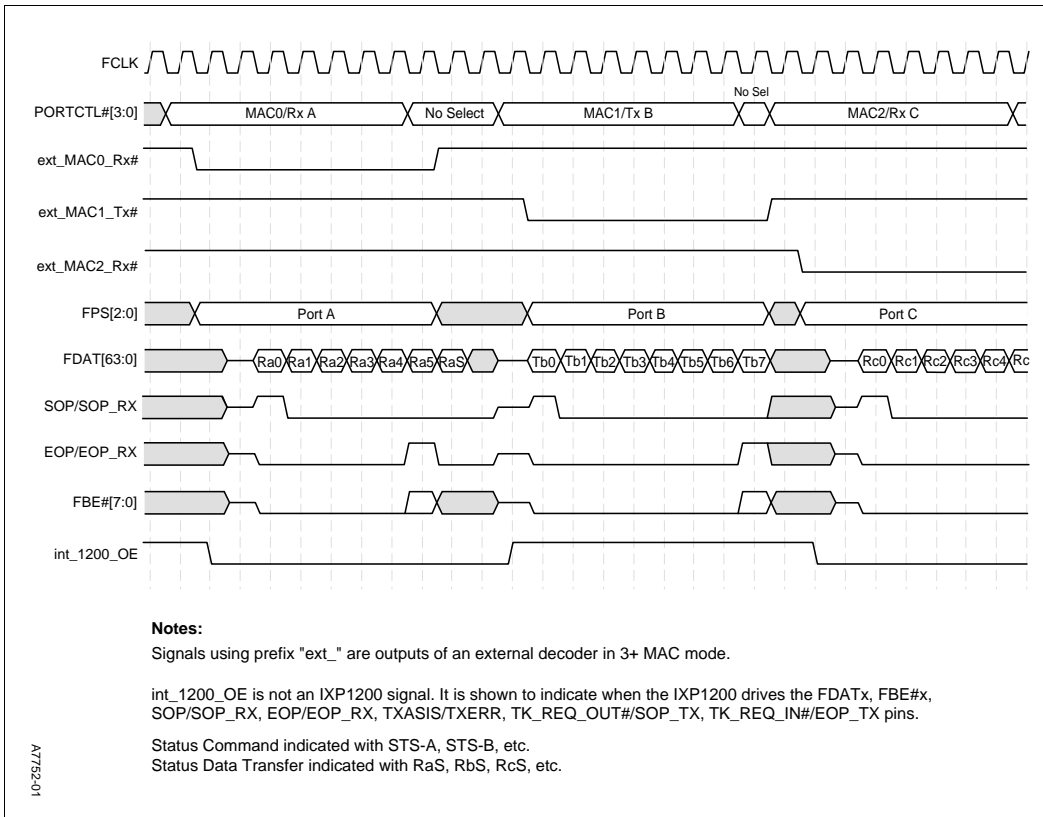 FCLK
No Sel
PORTCTL#[3:0] MAC0/Rx A No Select MAC1/Tx B MAC2/Rx C
ext_MAC0_Rx#
ext_MAC1_Tx#
ext_MAC2_Rx#
FPS[2:0] Port A Port B Port C
FDAT[63:0] Ra0 Ra1 Ra2 Ra3 Ra4 Ra5 RaS Tb0 Tb1 Tb2 Tb3 Tb4 Tb5 Tb6 Tb7 Rc0 Rc1 Rc2 Rc3 Rc4 Rc
SOP/SOP_RX
EOP/EOP_RX
FBE#[7:0]
int_1200_OE
Notes:
Signals using prefix "ext_" are outputs of an external decoder in 3+ MAC mode.
int_1200_OE is not an IXP1200 signal. It is shown to indicate when the IXP1200 drives the FDATx, FBE#x,
SOP/SOP_RX, EOP/EOP_RX, TXASIS/TXERR, TK_REQ_OUT#/SOP_TX, TK_REQ_IN#/EOP_TX pins.
Status Command indicated with STS-A, STS-B, etc.
Status Data Transfer indicated with RaS, RbS, RcS, etc.
A7752-01